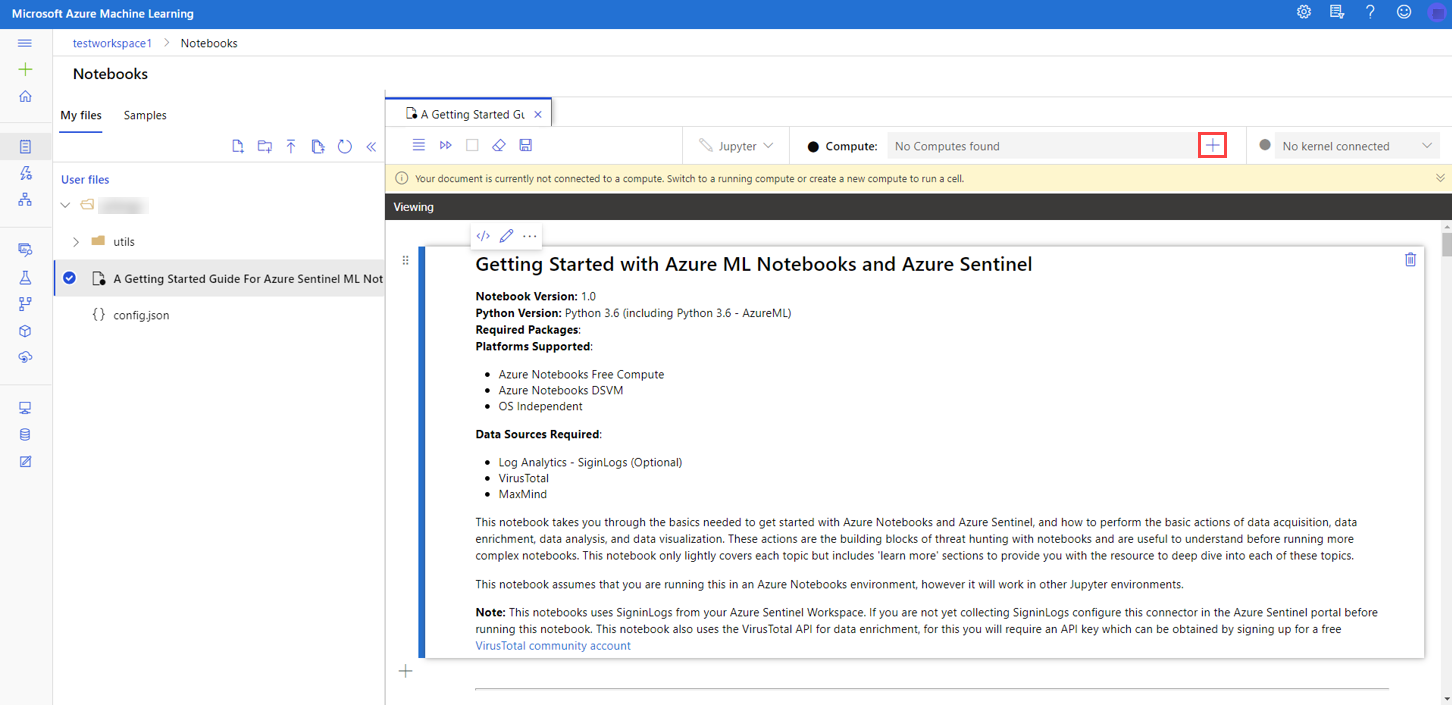 Microsoft Azure Machine Learning
testworkspace1 > Notebooks
Notebooks
My files
Samples
User files
utils
A Getting Started Guide For Azure Sentinel ML Not
{} config.json
A Getting Started Gu
Jupyter
Compute:
No Computes found
No kernel connected
Your document is currently not connected to a compute. Switch to a running compute or create a new compute to run a cell.
Viewing
Getting Started with Azure ML Notebooks and Azure Sentinel
Notebook Version: 1.0
Python Version: Python 3.6 (including Python 3.6 - AzureML)
Required Packages:
Platforms Supported:
• Azure Notebooks Free Compute
• Azure Notebooks DSVM
• OS Independent
Data Sources Required:
• Log Analytics - SiginLogs (Optional)
• VirusTotal
• MaxMind
This notebook takes you through the basics needed to get started with Azure Notebooks and Azure Sentinel, and how to perform the basic actions of data acquisition, data
enrichment, data analysis, and data visualization. These actions are the building blocks of threat hunting with notebooks and are useful to understand before running more
complex notebooks. This notebook only lightly covers each topic but includes 'learn more' sections to provide you with the resource to deep dive into each of these topics.
This notebook assumes that you are running this in an Azure Notebooks environment, however it will work in other Jupyter environments.
Note: This notebooks uses SigninLogs from your Azure Sentinel Workspace. If you are not yet collecting SigninLogs configure this connector in the Azure Sentinel portal before
running this notebook. This notebook also uses the VirusTotal API for data enrichment, for this you will require an API key which can be obtained by signing up for a free
VirusTotal community account